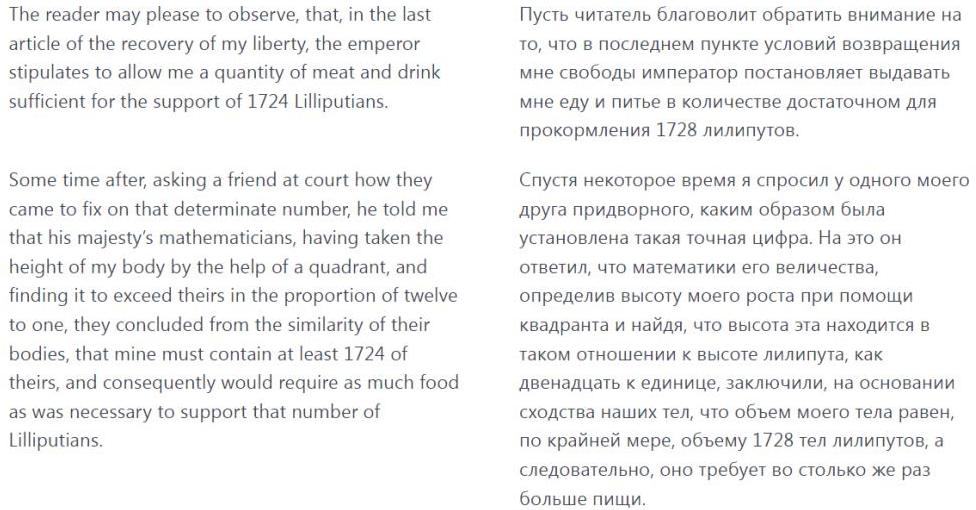 The reader may please to observe, that, in the last
article of the recovery of my liberty, the emperor
stipulates to allow me a quantity of meat and drink
sufficient for the support of 1724 Lilliputians.
Some time after, asking a friend at court how they
came to fix on that determinate number, he told me
that his majesty’s mathematicians, having taken the
height of my body by the help of a quadrant, and
finding it to exceed theirs in the proportion of twelve
to one, they concluded from the similarity of their
bodies, that mine must contain at least 1724 of
theirs, and consequently would require as much food
as was necessary to support that number of
Lilliputians.
Пусть читатель благоволит обратить внимание на
то, что в последнем пункте условий возвращения
мне свободы император постановляет выдавать
мне еду и питье в количестве достаточном для
прокормления 1728 лилипутов.
Спустя некоторое время я спросил у одного моего
друга придворного, каким образом была
установлена такая точная цифра. На это он
ответил, что математики его величества,
определив высоту моего роста при помощи
квадранта и найдя, что высота эта находится в
таком отношении к высоте лилипута, как
двенадцать к единице, заключили, на основании
сходства наших тел, что объем моего тела равен,
по крайней мере, объему 1728 тел лилипутов, а
следовательно, оно требует во столько же раз
больше пищи.